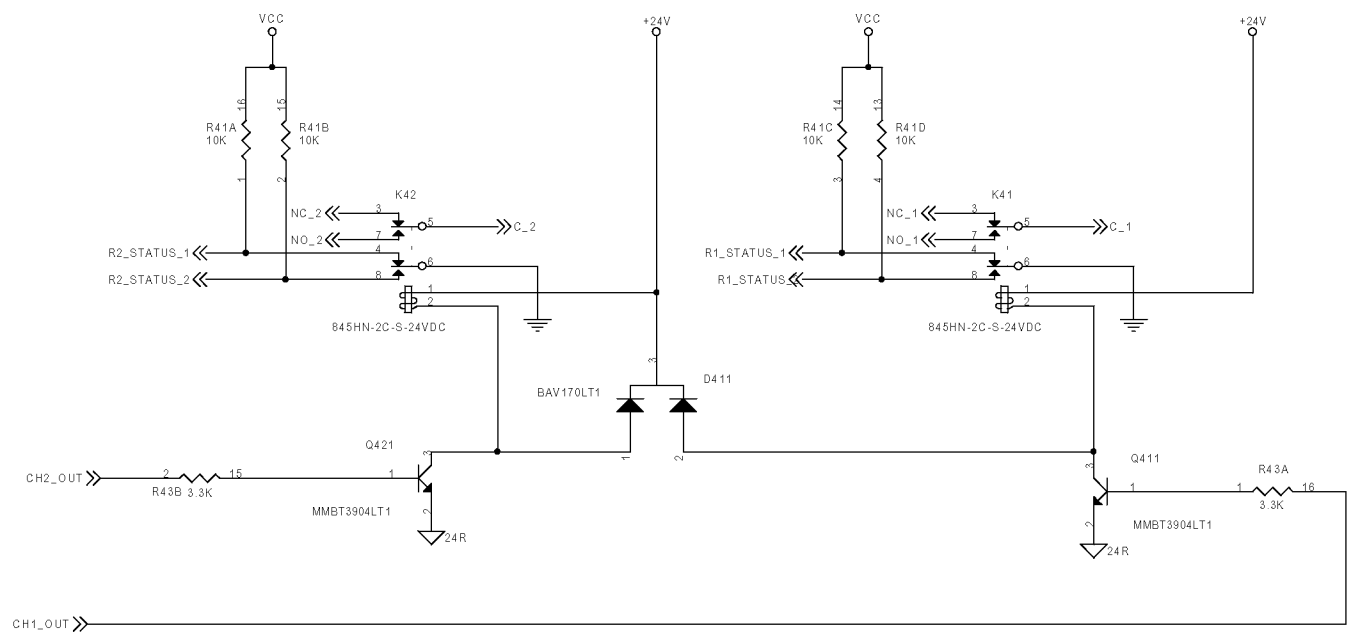 VCC
+24V
VCC
+24V
16
15
14
13
R41A
10K
R41B
10K
R41C
10K
R41D
10K
1
2
3
4
K42
K41
NC_2
3
5
C_2
NC_1
3
5
C_1
NO_2
7
NO_1
7
R2_STATUS_1
4
6
R1_STATUS_1
4
6
R2_STATUS_2
8
R1_STATUS_
8
1
2
1
2
845HN-2C-S-24VDC
845HN-2C-S-24VDC
3
BAV170LT1
D411
1
2
Q421
3
Q411
3
CH2_OUT
2
15
1
R43B 3.3K
R43A
1
1
16
3.3K
MMBT3904LT1
2
24R
MMBT3904LT1
2
24R
CH1_OUT